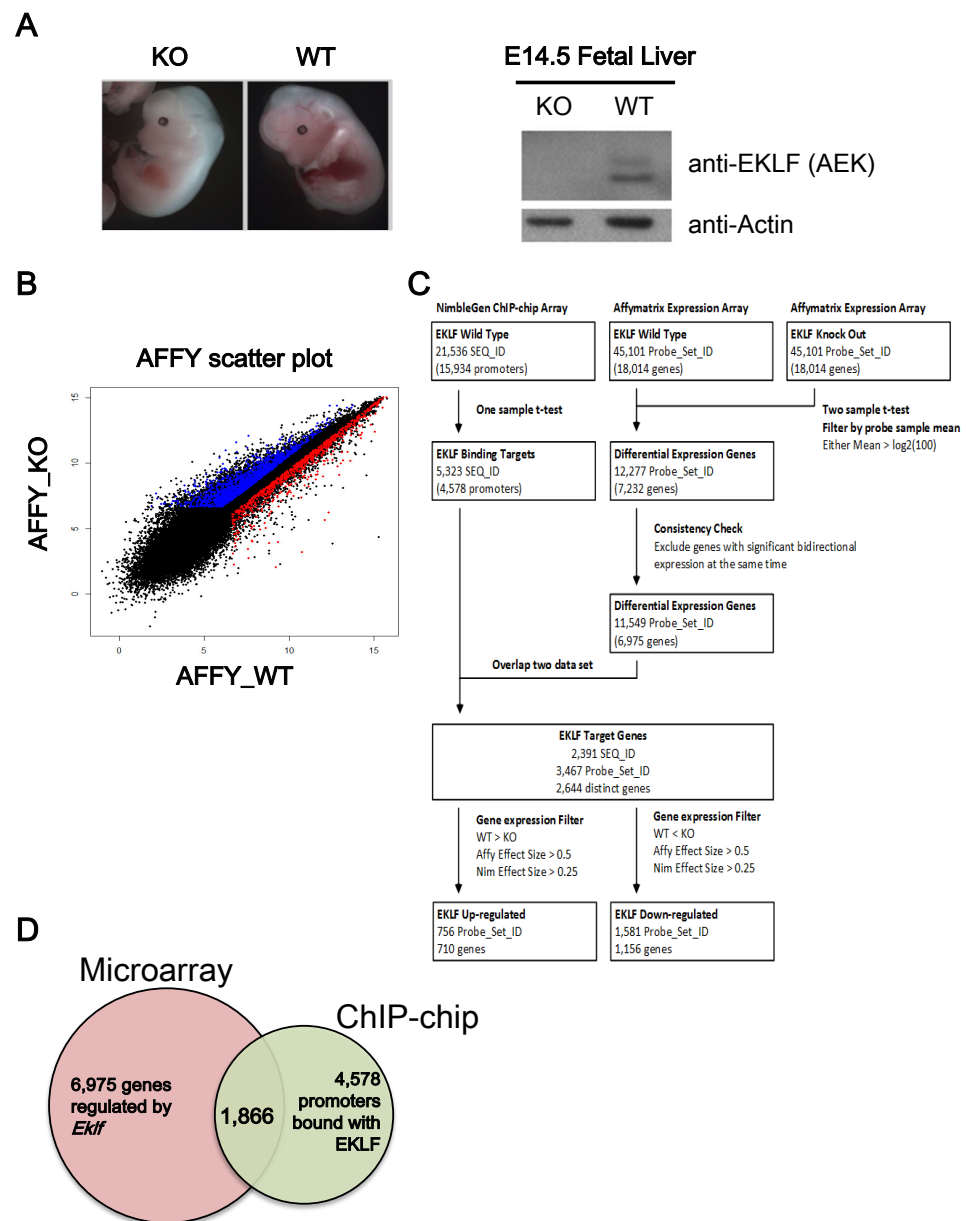 A
KO
WT
E14.5 Fetal Liver
KO
WT
anti-EKLF (AEK)
anti-Actin
B
AFFY scatter plot
AFFY_KO
15
10
5
0
0
5
10
15
AFFY_WT
C
NimbleGen ChIP-chip Array
Affymatrix Expression Array
Affymatrix Expression Array
EKLF Wild Type
21,536 SEQ_ID
(15,934 promoters)
EKLF Wild Type
45,101 Probe_Set_ID
(18,014 genes)
EKLF Knock Out
45,101 Probe_Set_ID
(18,014 genes)
One sample t-test
Two sample t-test
Filter by probe sample mean
Either Mean > log2(100)
EKLF Binding Targets
5,323 SEQ_ID
(4,578 promoters)
Differential Expression Genes
12,277 Probe_Set_ID
(7,232 genes)
Consistency Check
Exclude genes with significant bidirectional
expression at the same time
Differential Expression Genes
11,549 Probe_Set_ID
(6,975 genes)
Overlap two data set
EKLF Target Genes
2,391 SEQ_ID
3,467 Probe_Set_ID
2,644 distinct genes
Gene expression Filter
WT > KO
Affy Effect Size > 0.5
Nim Effect Size > 0.25
Gene expression Filter
WT < KO
Affy Effect Size > 0.5
Nim Effect Size > 0.25
EKLF Up-regulated
756 Probe_Set_ID
710 genes
EKLF Down-regulated
1,581 Probe_Set_ID
1,156 genes
D
Microarray
ChIP-chip
6,975 genes
regulated by
Eklf
1,866
4,578
promoters
bound with
EKLF